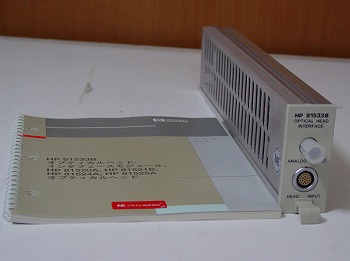 HP 81533B
オプティカルヘッド
インタフェースモジュール,
HP 81520A, HP 81521B,
HP 81524A, HP 81525A
オプティカルヘッド
HP 81533B
OPTICAL HEAD
INTERFACE
ANALOG OUTPUT
HEAD INPUT